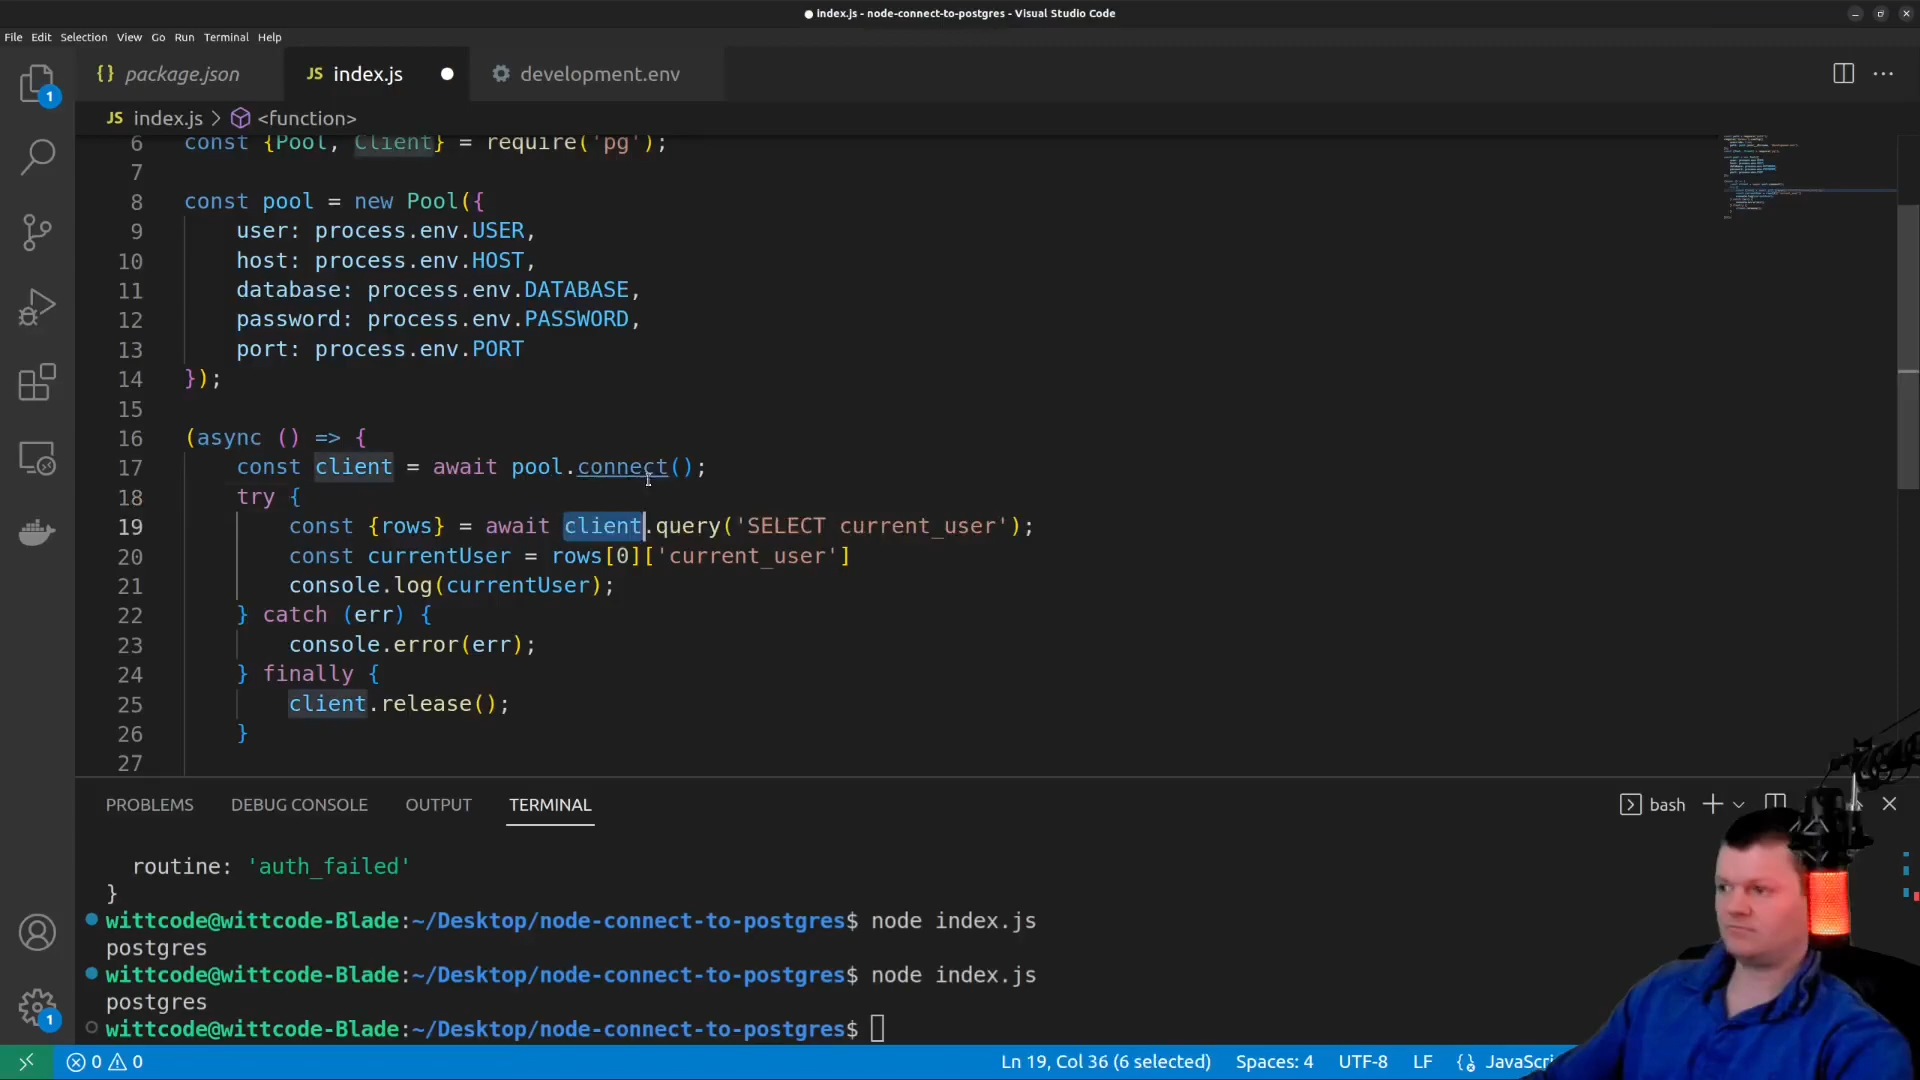 index.js - node-connect-to-postgres - Visual Studio Code
File Edit Selection View Go Run Terminal Help
{} package.json JS index.js development.env
JS index.js > <function>
1
6 const {Pool, Client} = require('pg');
7
8 const pool = new Pool({
9 user: process.env.USER,
10 host: process.env.HOST,
11 database: process.env.DATABASE,
12 password: process.env.PASSWORD,
13 port: process.env.PORT
14 });
15
16 (async () => {
17 const client = await pool.connect();
18 try {
19 const {rows} = await client.query('SELECT current_user');
20 const currentUser = rows[0]['current_user']
21 console.log(currentUser);
22 } catch (err) {
23 console.error(err);
24 } finally {
25 client.release();
26 }
27
PROBLEMS DEBUG CONSOLE OUTPUT TERMINAL bash
routine: 'auth_failed'
}
wittcode@wittcode-Blade:~/Desktop/node-connect-to-postgres$ node index.js
postgres
wittcode@wittcode-Blade:~/Desktop/node-connect-to-postgres$ node index.js
postgres
wittcode@wittcode-Blade:~/Desktop/node-connect-to-postgres$
1
0 0 Ln 19, Col 36 (6 selected) Spaces: 4 UTF-8 LF